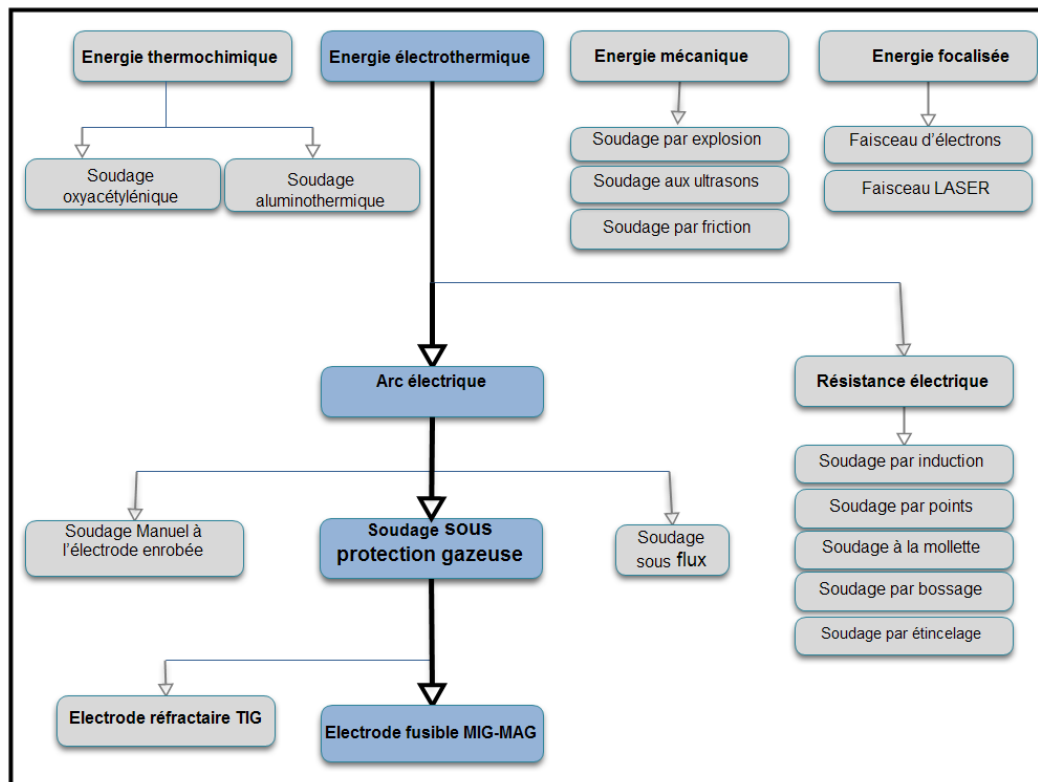 Energie thermochimique
Energie électrothermique
Energie mécanique
Energie focalisée
Soudage
oxyacétylénique
Soudage
aluminothermique
Soudage par explosion
Soudage aux ultrasons
Soudage par friction
Faisceau d’électrons
Faisceau LASER
Arc électrique
Résistance électrique
Soudage Manuel à
l’électrode enrobée
Soudage sous
protection gazeuse
Soudage
sous flux
Soudage par induction
Soudage par points
Soudage à la mollette
Soudage par bossage
Soudage par étincelage
Electrode réfractaire TIG
Electrode fusible MIG-MAG